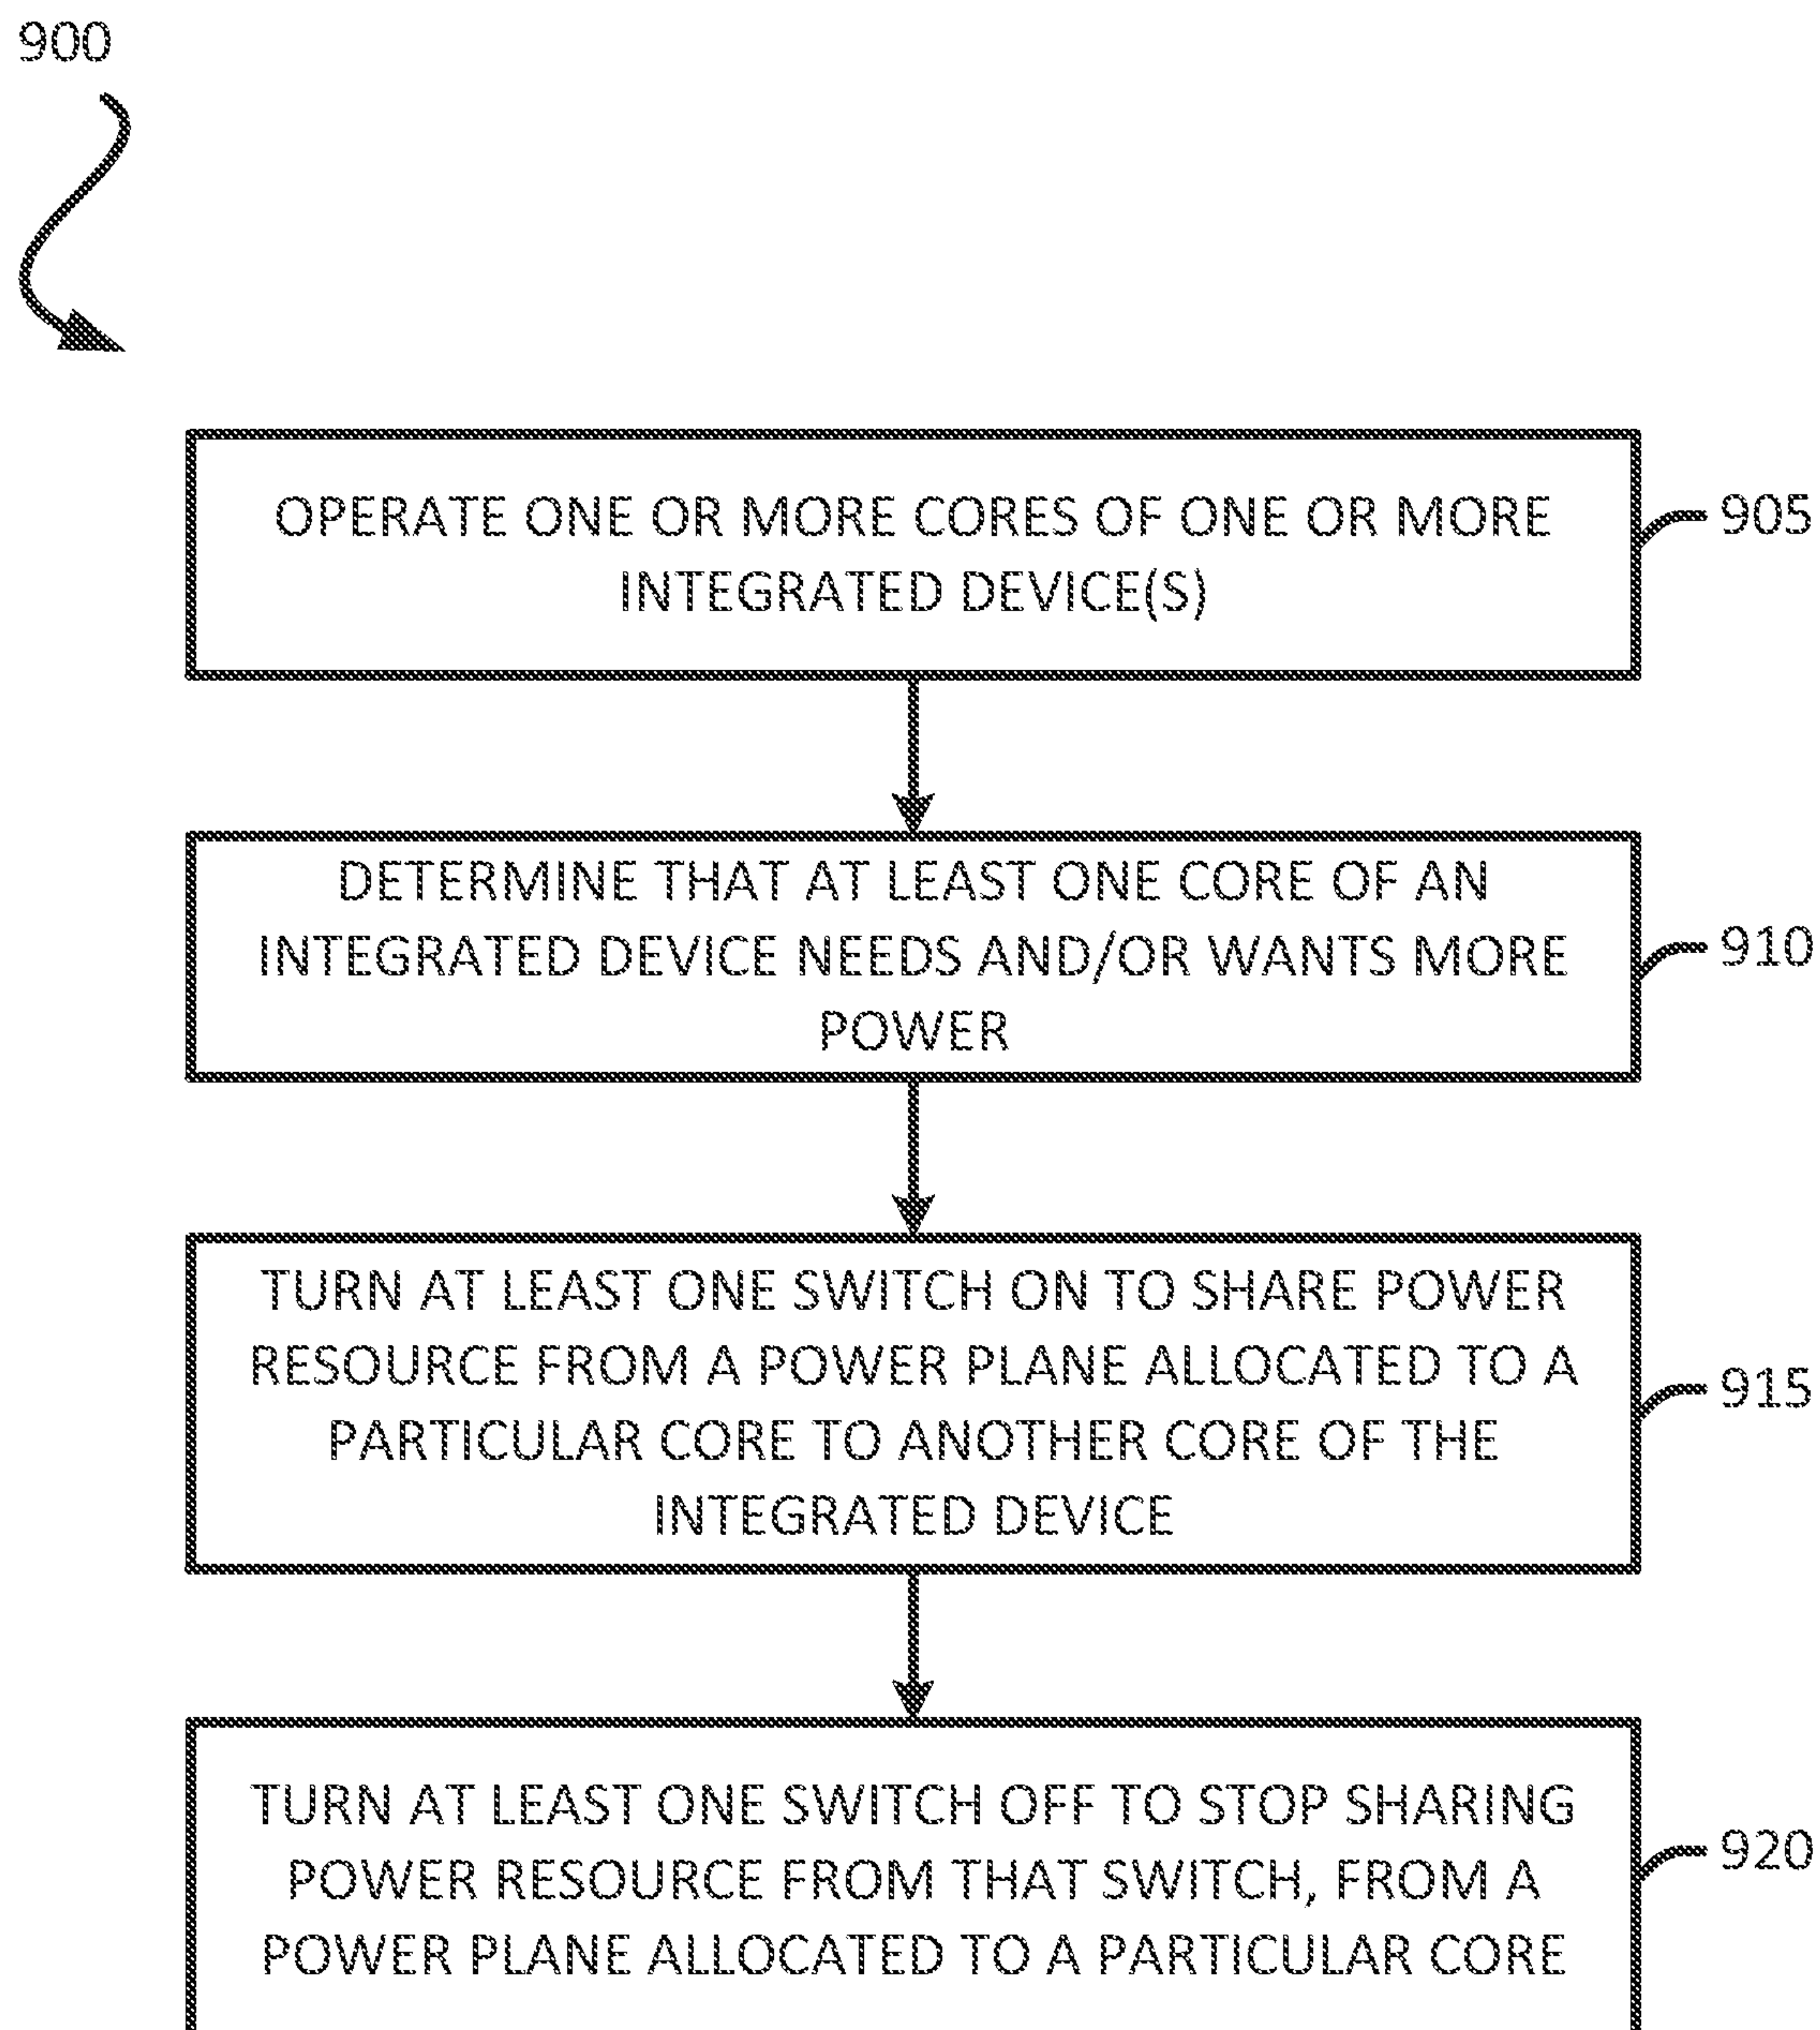 900
OPERATE ONE OR MORE CORES OF ONE OR MORE
INTEGRATED DEVICE(S)
905
DETERMINE THAT AT LEAST ONE CORE OF AN
INTEGRATED DEVICE NEEDS AND/OR WANTS MORE
POWER
910
TURN AT LEAST ONE SWITCH ON TO SHARE POWER
RESOURCE FROM A POWER PLANE ALLOCATED TO A
PARTICULAR CORE TO ANOTHER CORE OF THE
INTEGRATED DEVICE
915
TURN AT LEAST ONE SWITCH OFF TO STOP SHARING
POWER RESOURCE FROM THAT SWITCH, FROM A
POWER PLANE ALLOCATED TO A PARTICULAR CORE
920